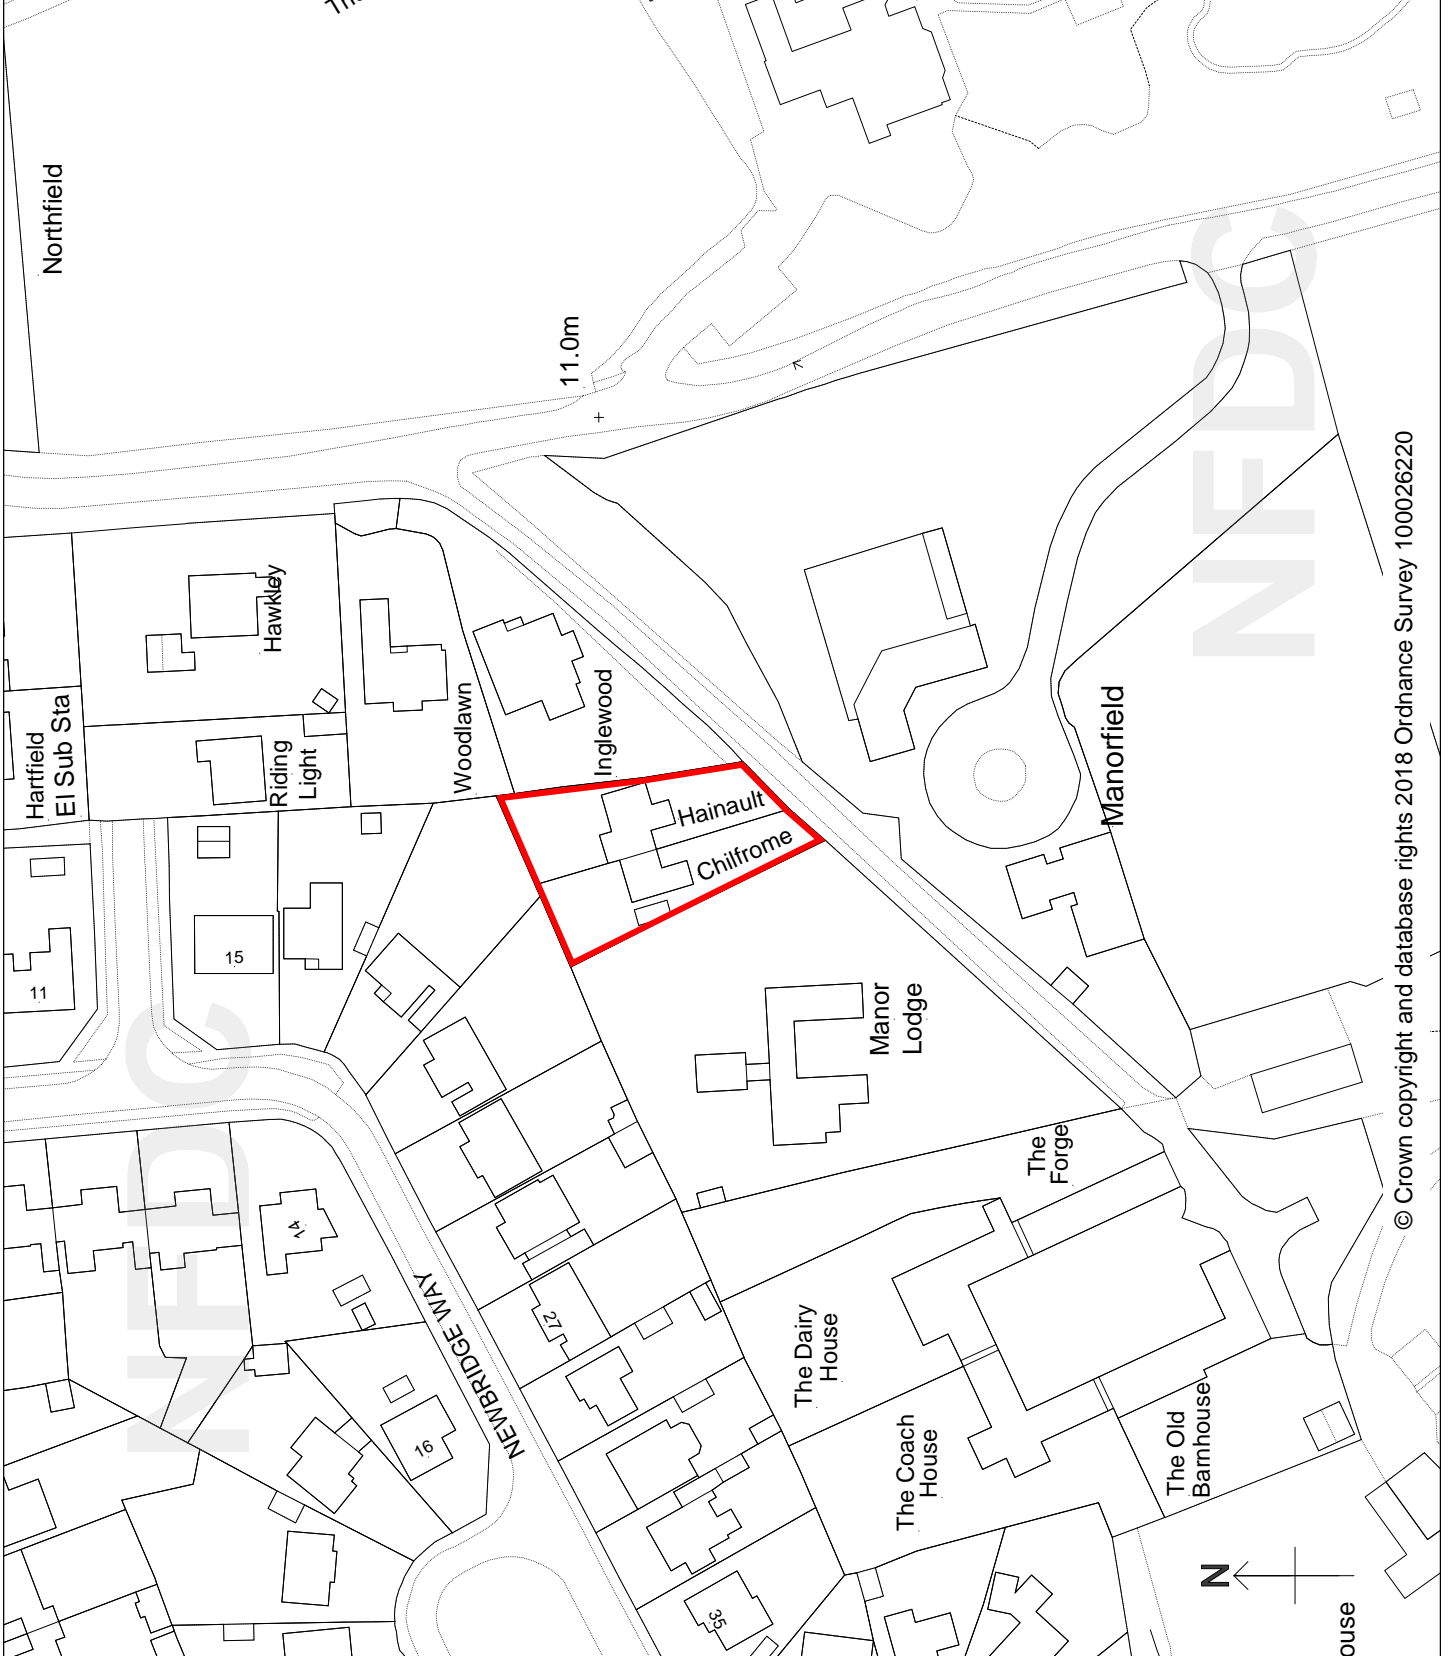 Northfield
11.0m
Hawkley
Hartfield
El Sub Sta
Riding
Light
Woodlawn
Inglewood
Hainault
Chilfrome
Manorfield
11
15
Manor
Lodge
14
NEWBRIDGE WAY
27
16
35
The
Forge
The Dairy
House
The Coach
House
The Old
Barnhouse
ouse
N
NFDC
NFDC
© Crown copyright and database rights 2018 Ordnance Survey 100026220